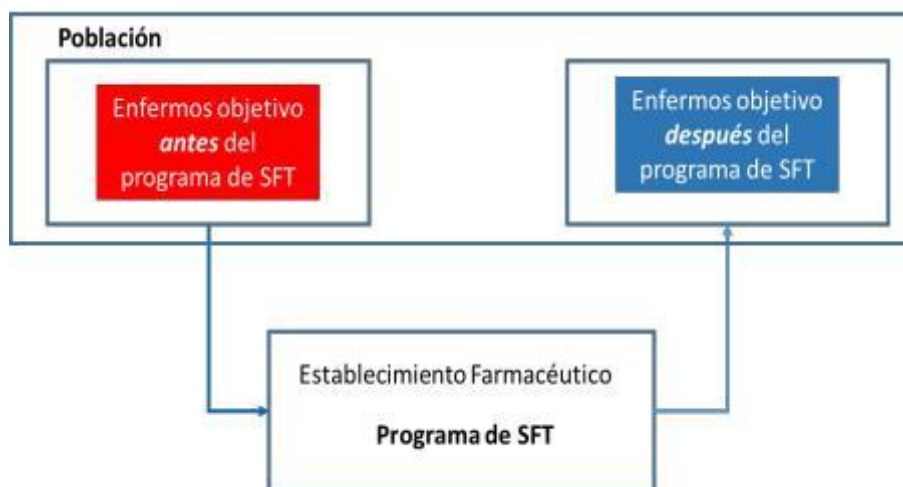 Población
Enfermos objetivo
antes del
programa de SFT
Enfermos objetivo
después del
programa de SFT
Establecimiento Farmacéutico
Programa de SFT